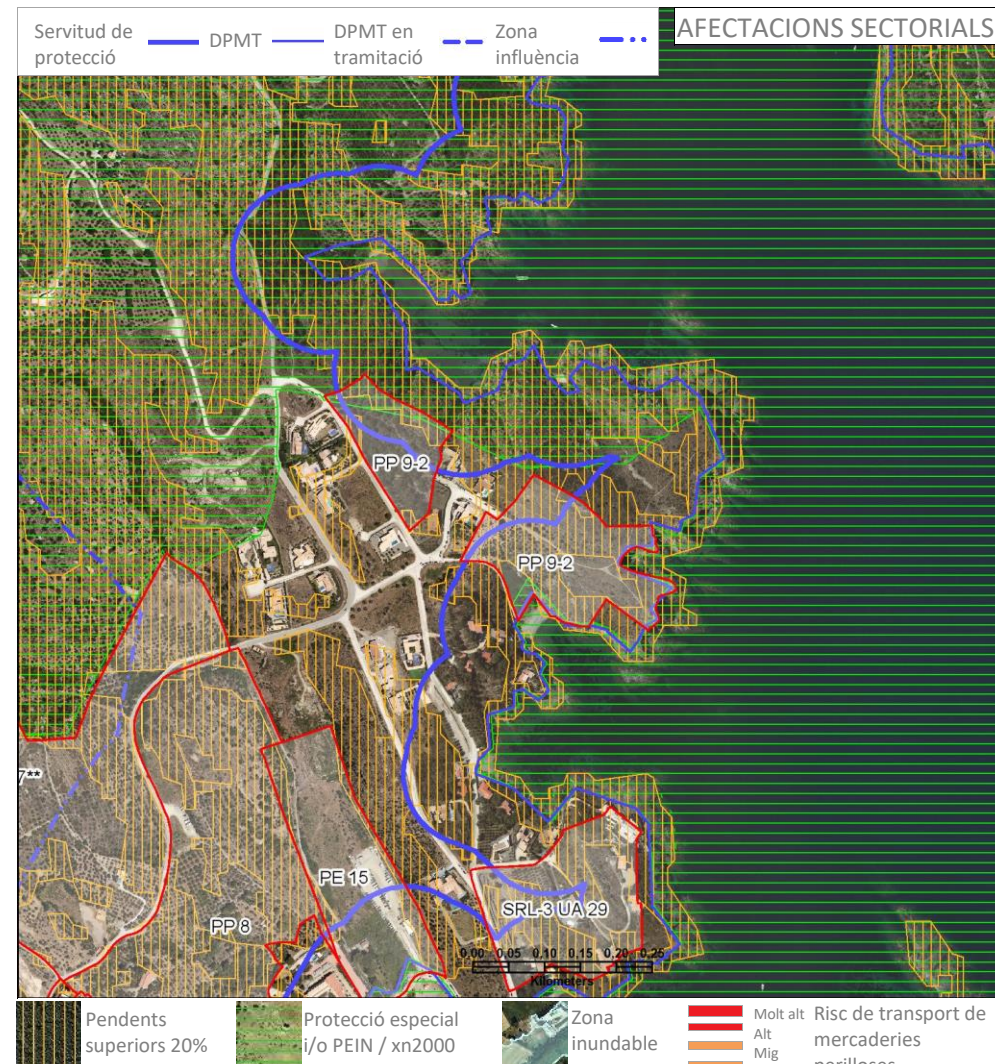 AFECTACIONS SECTORIALS
Servitud de protecció
DPMT
DPMT en tramitació
Zona influència
PP 9-2
PP 9-2
7**
PE 15
PP 8
SRL-3 UA 29
0,00 0,05 0,10 0,15 0,20 0,25
Kilometers
Pendents superiors 20%
Protecció especial i/o PEIN / xn2000
Zona inundable
Molt alt
Alt
Mig
Risc de transport de mercaderies